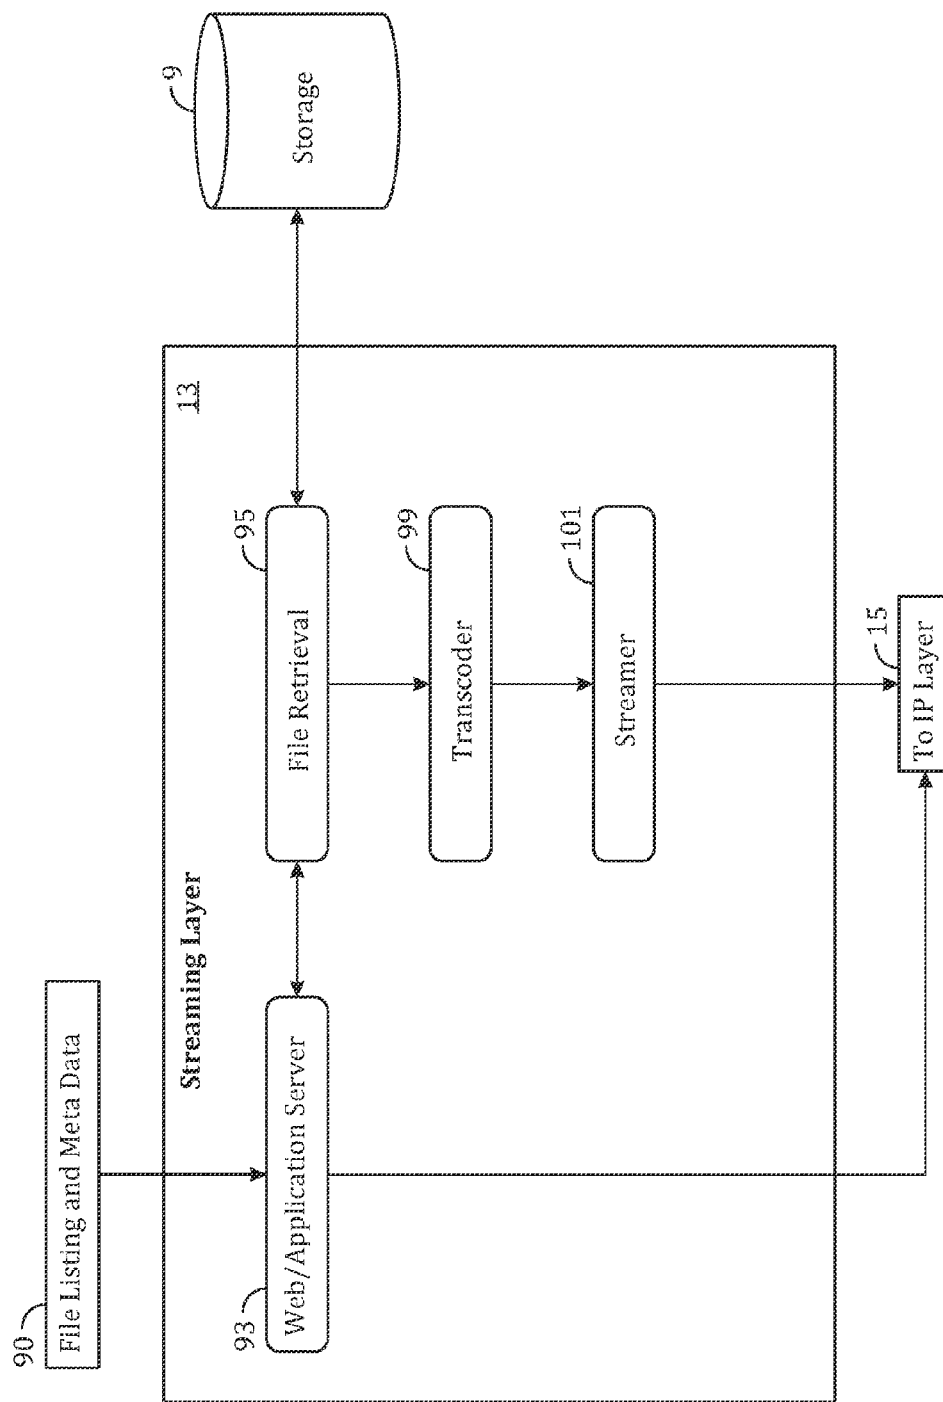 90
File Listing and Meta Data
Streaming Layer
13
93
Web/Application Server
95
File Retrieval
9
Storage
99
Transcoder
101
Streamer
15
To IP Layer